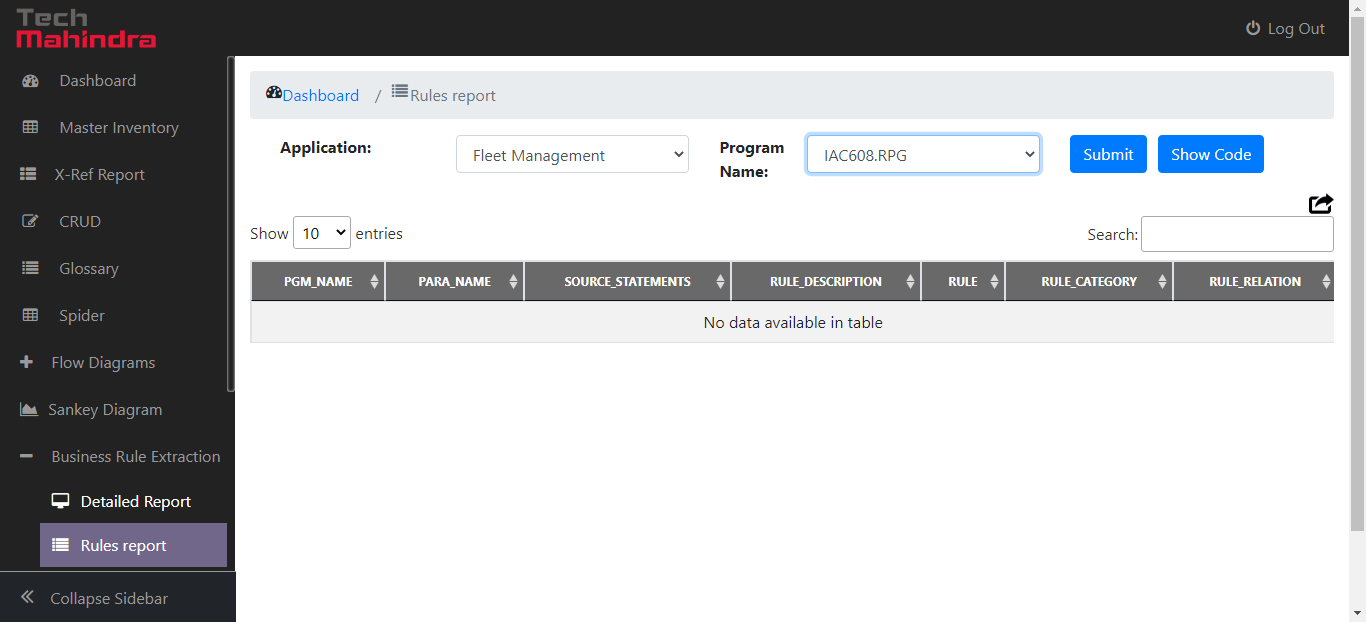 Tech
Mahindra
Log Out
Dashboard
Master Inventory
X-Ref Report
CRUD
Glossary
Spider
Flow Diagrams
Sankey Diagram
Business Rule Extraction
Detailed Report
Rules report
Collapse Sidebar
Dashboard / Rules report
Application: Fleet Management Program Name: IAC608.RPG Submit Show Code
Show 10 entries Search:
PGM_NAME PARA_NAME SOURCE_STATEMENTS RULE_DESCRIPTION RULE RULE_CATEGORY RULE_RELATION
No data available in table